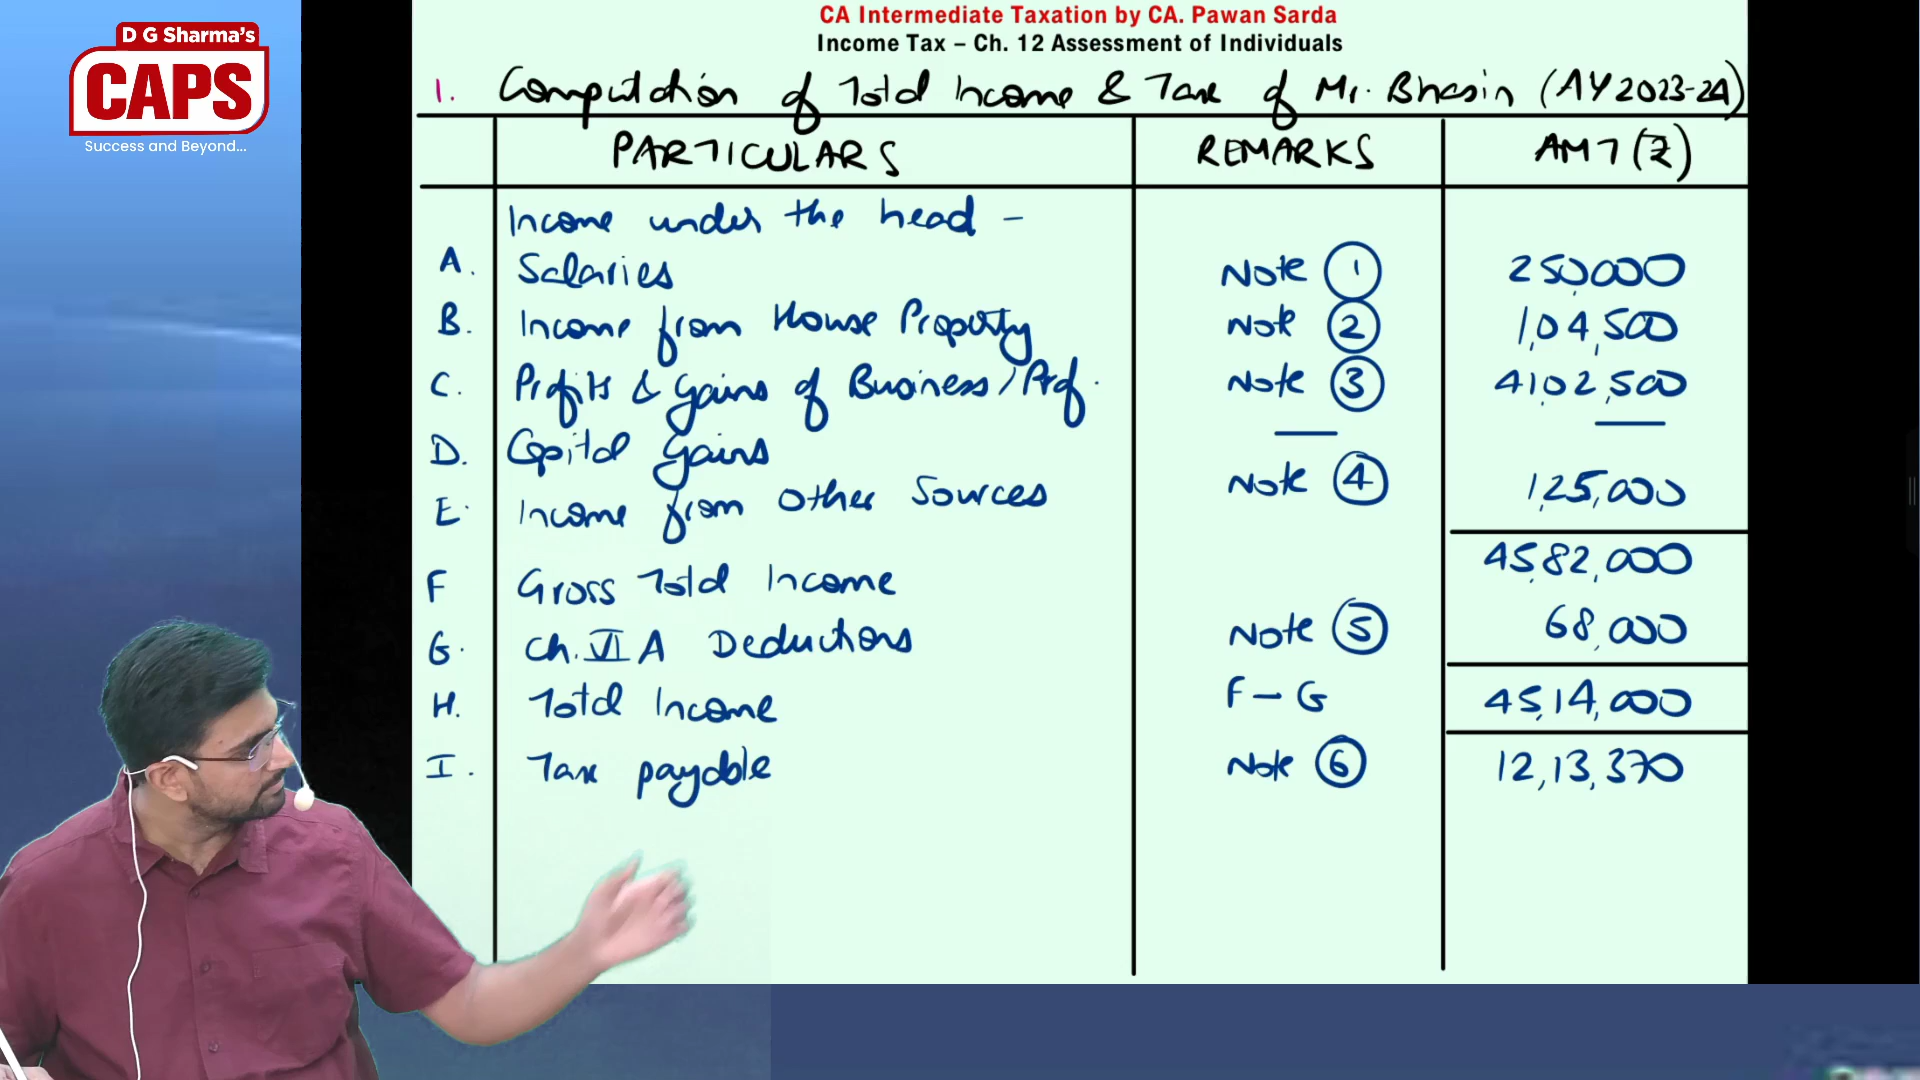 D G Sharma's
CAPS
Success and Beyond...
CA Intermediate Taxation by CA. Pawan Sarda
Income Tax – Ch. 12 Assessment of Individuals
1. Computation of Total Income & Tax of Mr. Bhasin (AY 2023-24)
PARTICULARS REMARKS AMT (₹)
Income under the head –
A. Salaries Note 1 250,000
B. Income from House Property Note 2 1,04,500
C. Profits & Gains of Business / Prof. Note 3 41,02,500
D. Capital Gains — —
E. Income from Other Sources Note 4 1,25,000
F Gross Total Income 45,82,000
G. Ch. VI A Deductions Note 5 68,000
H. Total Income F – G 45,14,000
I. Tax payable Note 6 12,13,370